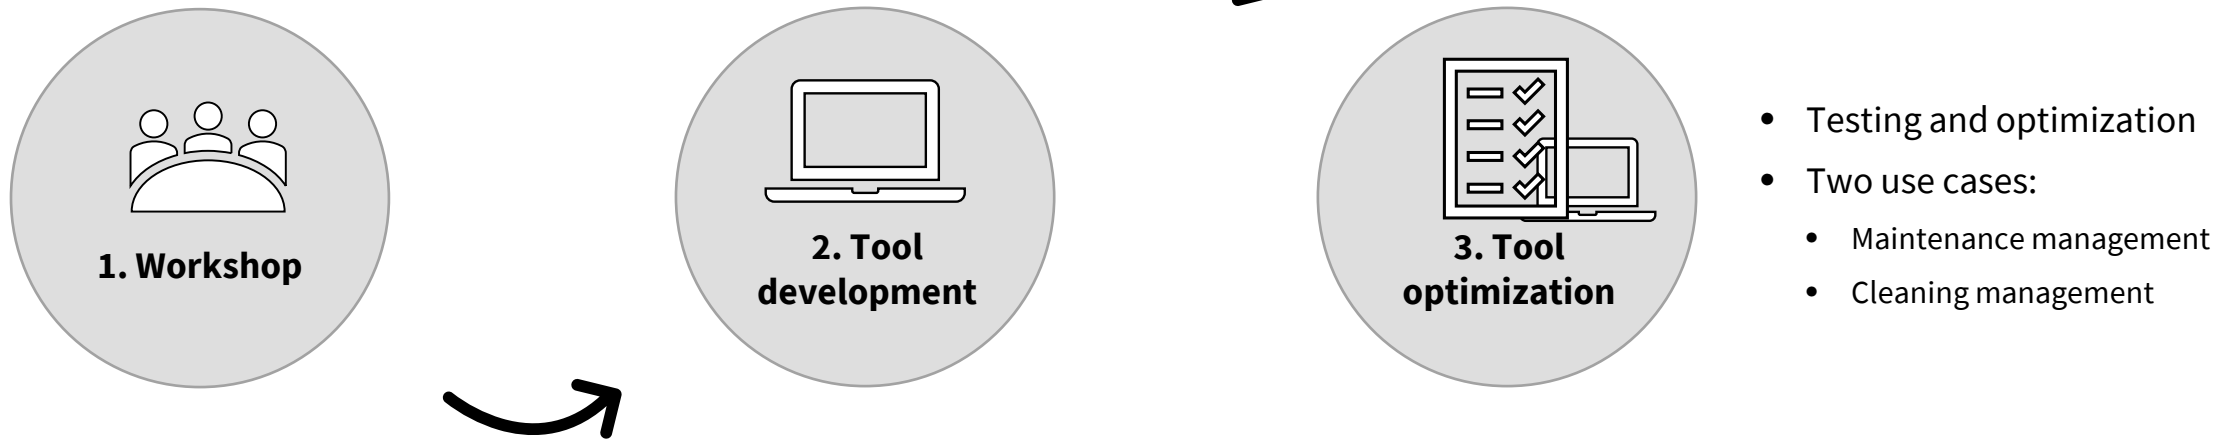 1. Workshop
2. Tool
development
3. Tool
optimization
• Testing and optimization
• Two use cases:
• Maintenance management
• Cleaning management